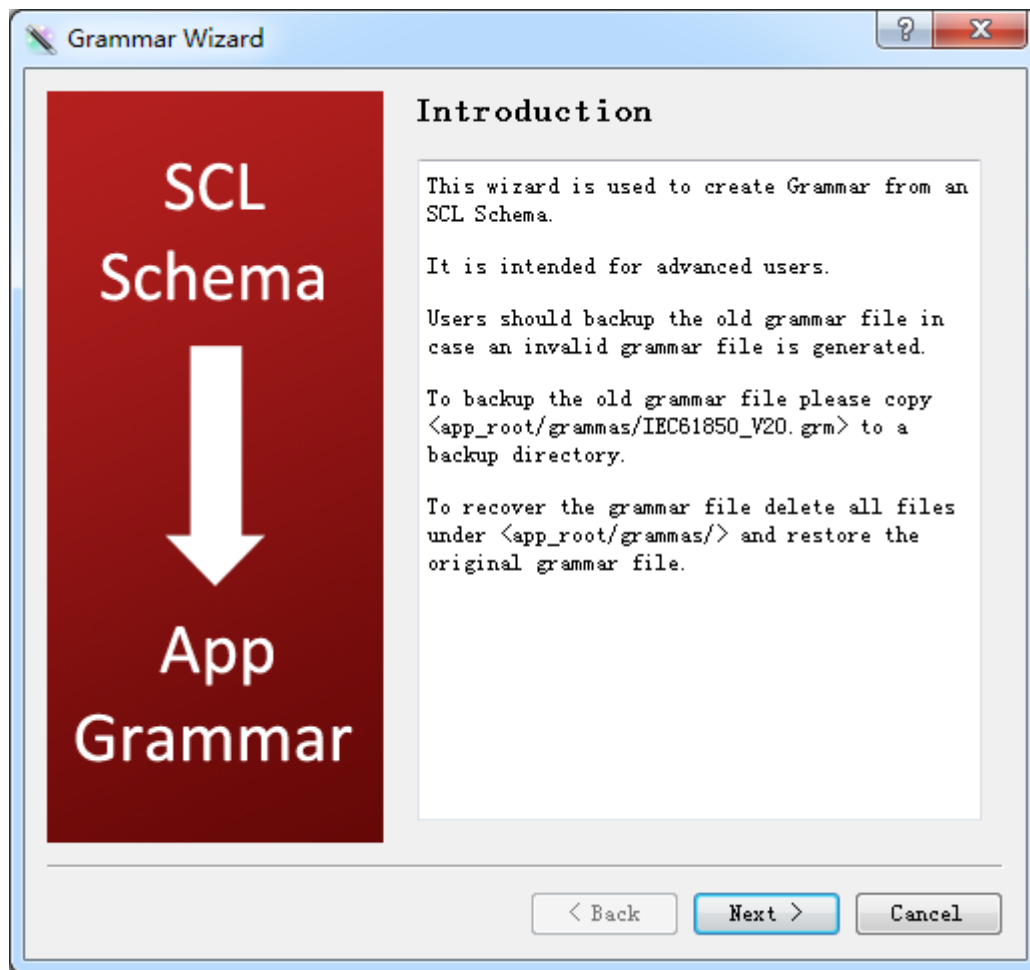 Grammar Wizard
SCL
Schema
App
Grammar
Introduction
This wizard is used to create Grammar from an
SCL Schema.
It is intended for advanced users.
Users should backup the old grammar file in
case an invalid grammar file is generated.
To backup the old grammar file please copy
<app_root/grammas/IEC61850_V20.grm> to a
backup directory.
To recover the grammar file delete all files
under <app_root/grammas/> and restore the
original grammar file.
< Back
Next >
Cancel